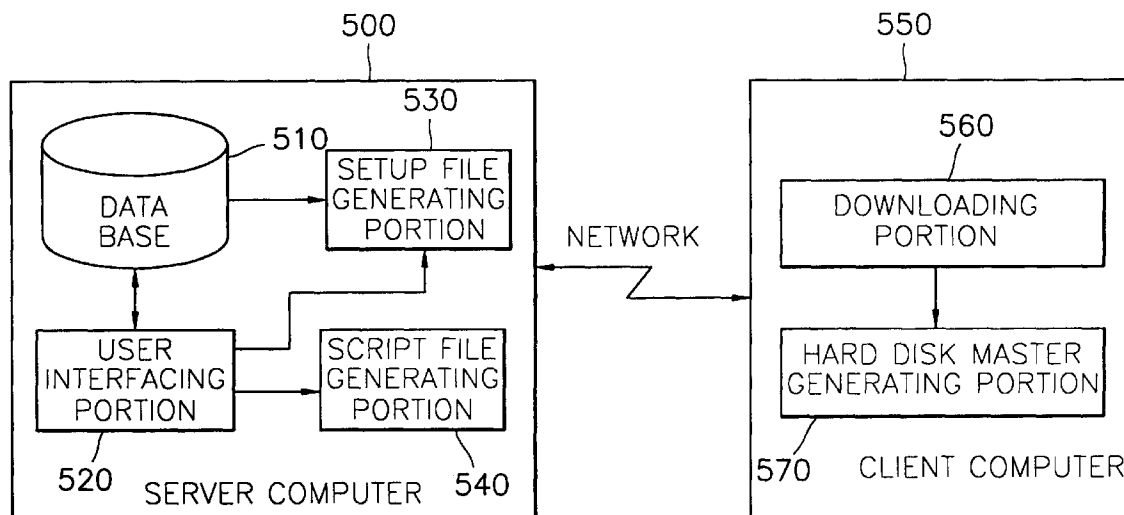 500
550
510
530
560
DATA
BASE
SETUP FILE
GENERATING
PORTION
NETWORK
DOWNLOADING
PORTION
USER
INTERFACING
PORTION
SCRIPT FILE
GENERATING
PORTION
HARD DISK MASTER
GENERATING PORTION
520
540
570
SERVER COMPUTER
CLIENT COMPUTER